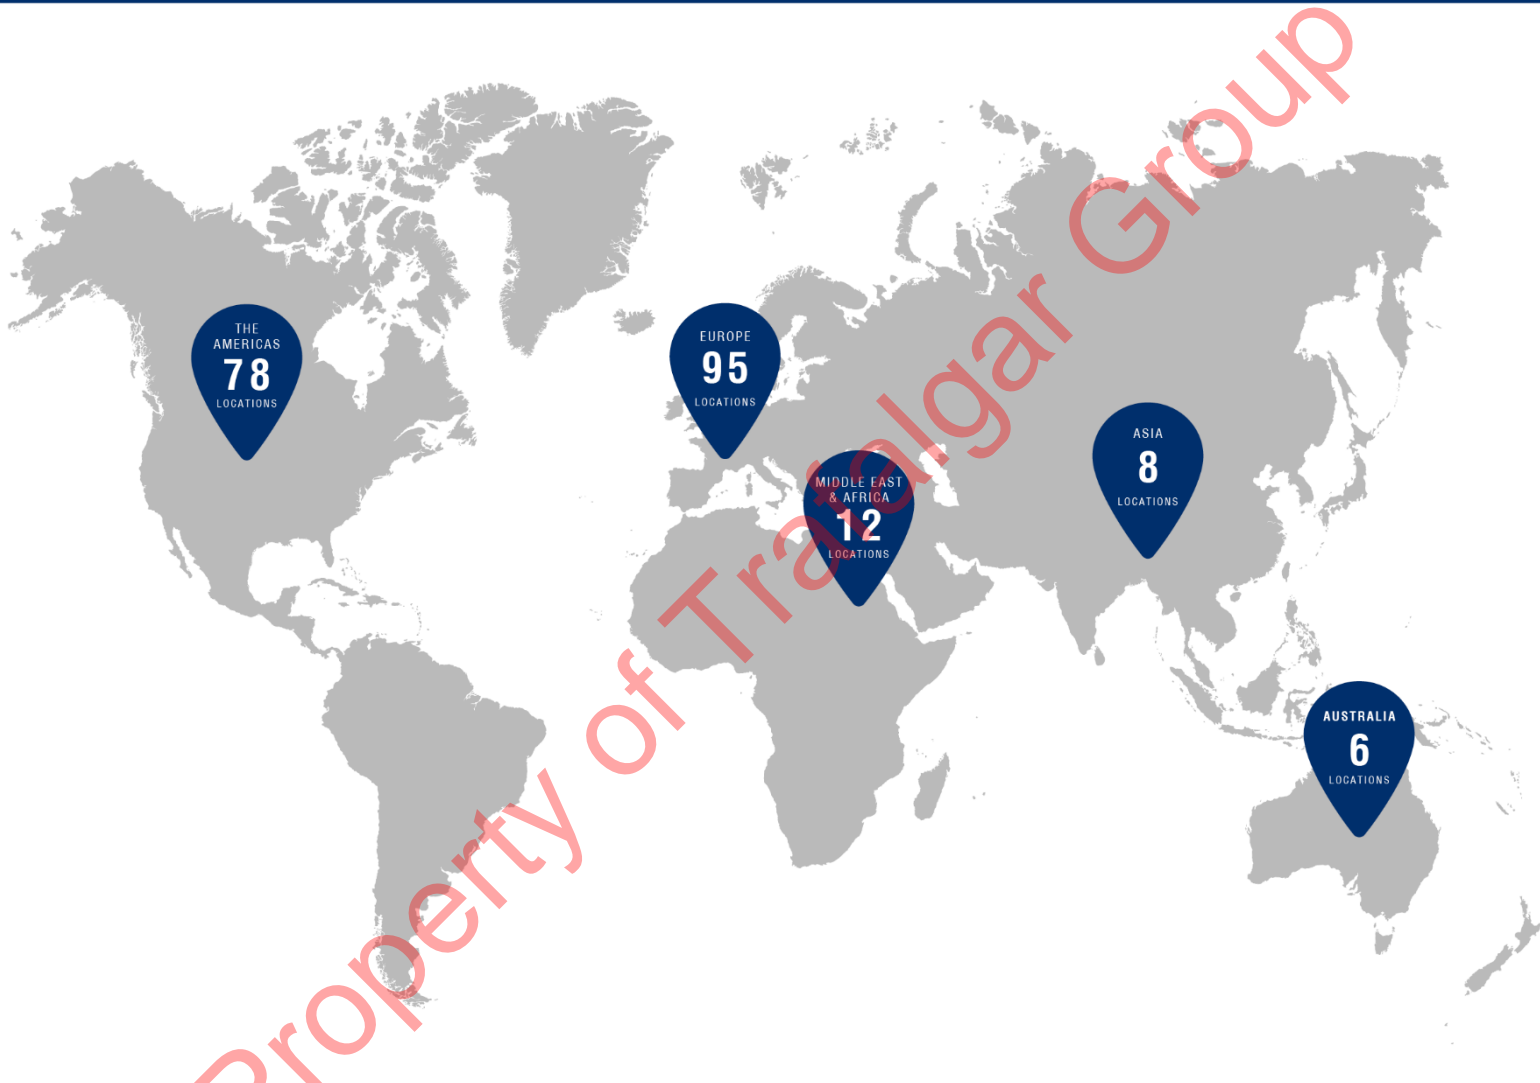 THE
AMERICAS
78
LOCATIONS
EUROPE
95
LOCATIONS
MIDDLE EAST
& AFRICA
12
LOCATIONS
ASIA
8
LOCATIONS
AUSTRALIA
6
LOCATIONS
Property of Trafalgar Group